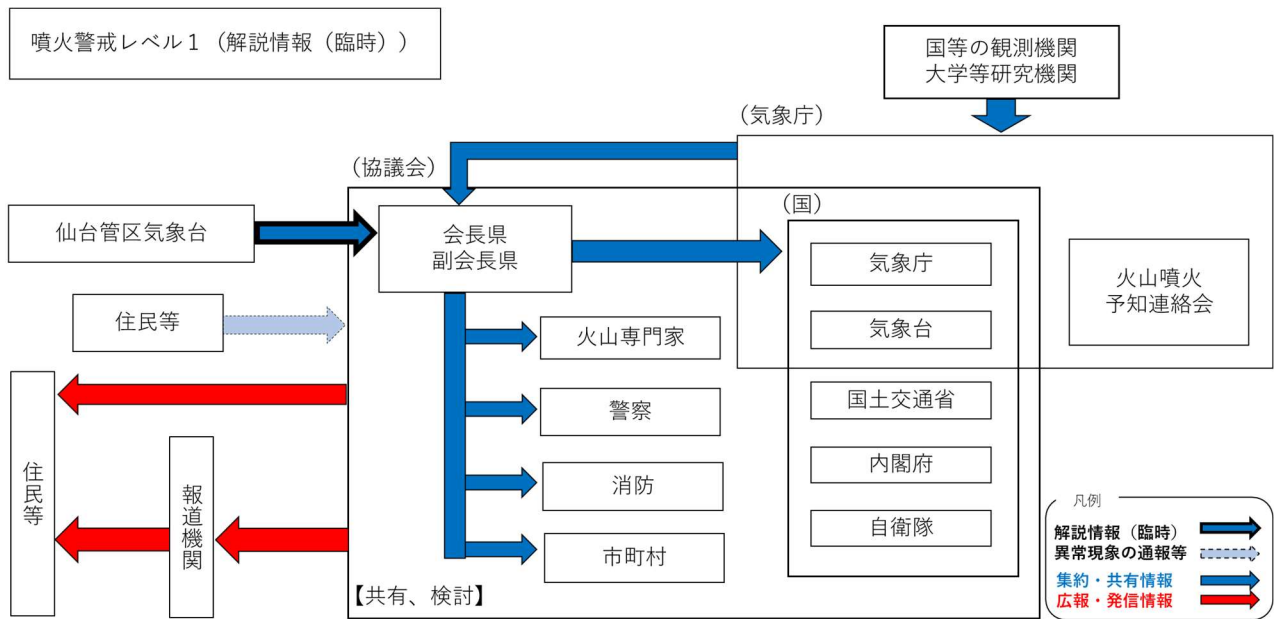 噴火警戒レベル１（解説情報（臨時））
国等の観測機関
大学等研究機関
（気象庁）
（協議会）
（国）
仙台管区気象台
会長県
副会長県
気象庁
火山噴火
予知連絡会
住民等
火山専門家
気象台
警察
国土交通省
消防
内閣府
市町村
自衛隊
住民等
報道機関
【共有、検討】
凡例
解説情報（臨時）
異常現象の通報等
集約・共有情報
広報・発信情報